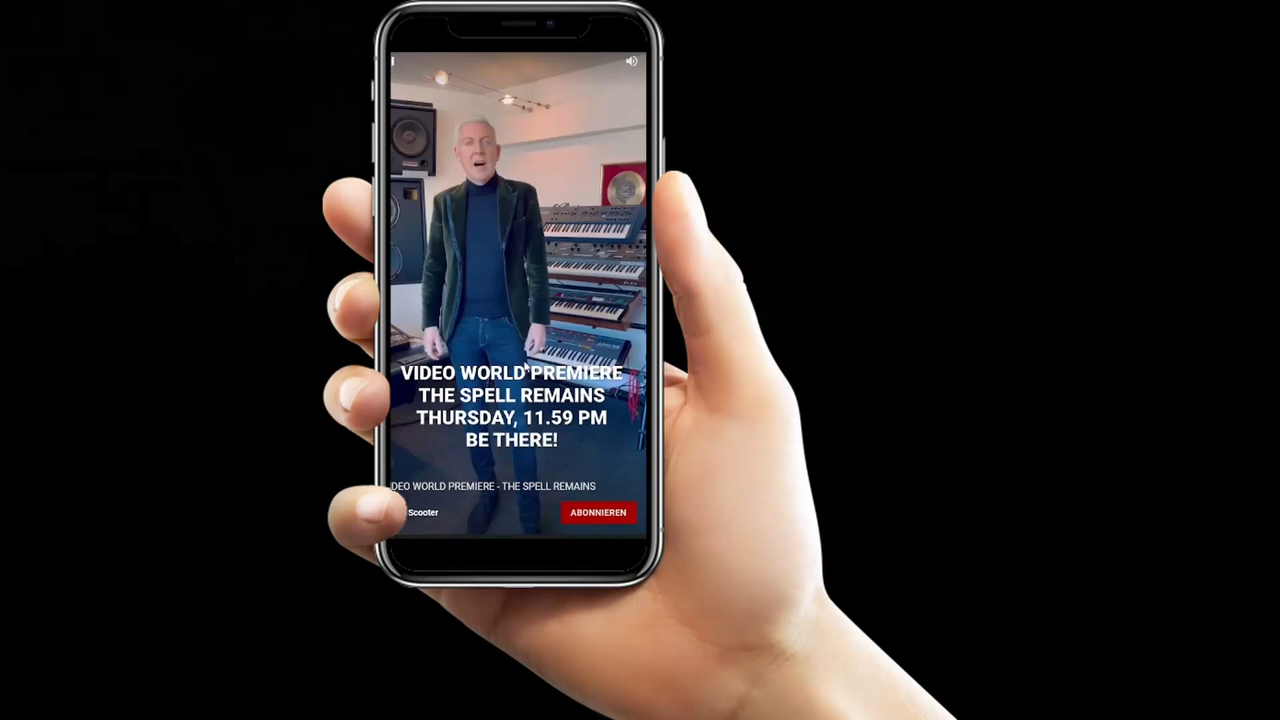 VIDEO WORLD PREMIERE
THE SPELL REMAINS
THURSDAY, 11.59 PM
BE THERE!
DEO WORLD PREMIERE - THE SPELL REMAINS
Scooter
ABONNIEREN